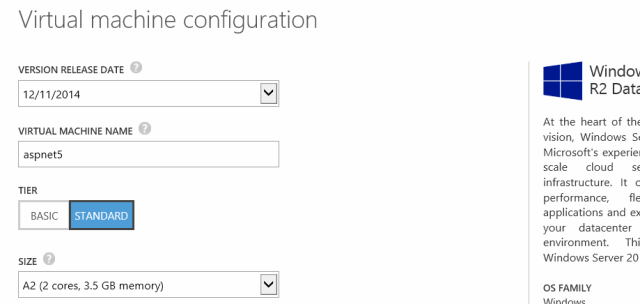 Virtual machine configuration
VERSION RELEASE DATE ?
12/11/2014
VIRTUAL MACHINE NAME ?
aspnet5
TIER
BASIC STANDARD
SIZE ?
A2 (2 cores, 3.5 GB memory)
Window
R2 Data
At the heart of the
vision, Windows Se
Microsoft's experien
scale cloud se
infrastructure. It o
performance, fle
applications and ex
your datacenter
environment. Thi
Windows Server 20
OS FAMILY
Windows